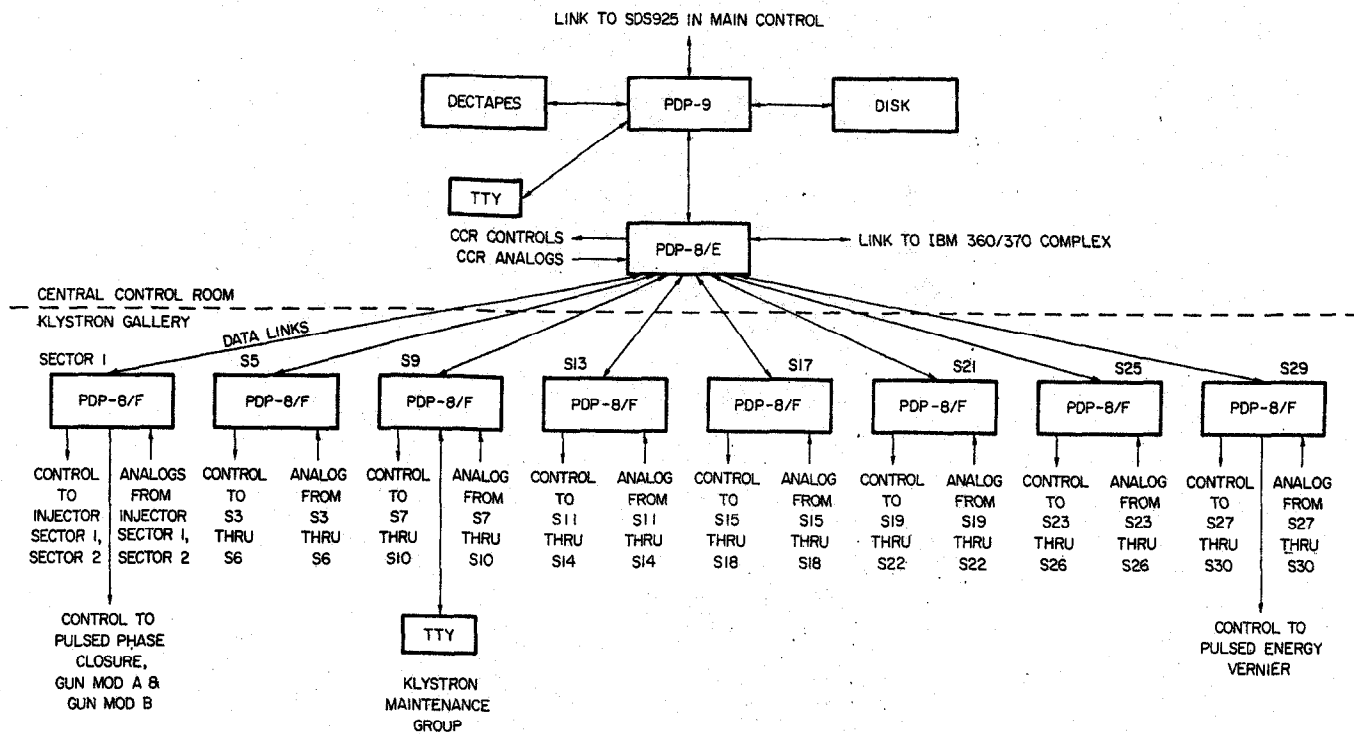 LINK TO SDS925 IN MAIN CONTROL
DECTAPES
PDP-9
DISK
TTY
CCR CONTROLS
CCR ANALOGS
PDP-8/E
LINK TO IBM 360/370 COMPLEX
CENTRAL CONTROL ROOM
KLYSTRON GALLERY
DATA LINKS
SECTOR 1
S5
S9
S13
S17
S21
S25
S29
PDP-8/F
PDP-8/F
PDP-8/F
PDP-8/F
PDP-8/F
PDP-8/F
PDP-8/F
PDP-8/F
CONTROL
TO
INJECTOR
SECTOR 1,
SECTOR 2
ANALOGS
FROM
INJECTOR
SECTOR 1,
SECTOR 2
CONTROL
TO
S3
THRU
S6
ANALOG
FROM
S3
THRU
S6
CONTROL
TO
S7
THRU
S10
ANALOG
FROM
S7
THRU
S10
CONTROL
TO
S11
THRU
S14
ANALOG
FROM
S11
THRU
S14
CONTROL
TO
S15
THRU
S18
ANALOG
FROM
S15
THRU
S18
CONTROL
TO
S19
THRU
S22
ANALOG
FROM
S19
THRU
S22
CONTROL
TO
S23
THRU
S26
ANALOG
FROM
S23
THRU
S26
CONTROL
TO
S27
THRU
S30
ANALOG
FROM
S27
THRU
S30
CONTROL TO
PULSED PHASE
CLOSURE,
GUN MOD A &
GUN MOD B
TTY
KLYSTRON
MAINTENANCE
GROUP
CONTROL TO
PULSED ENERGY
VERNIER